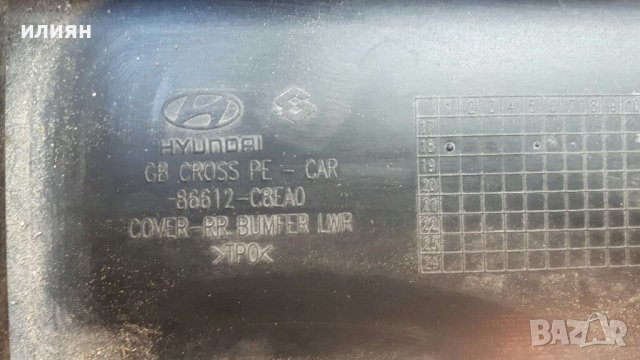 илиян
HYUNDAI
GB CROSS PE - CAR
86612-C8EA0
COVER-RR BUMPER LWR
>TPO<
1 2 3 4 5 6 7 8 9 10
17
18
19
20
21
22
23
24
BAZAR